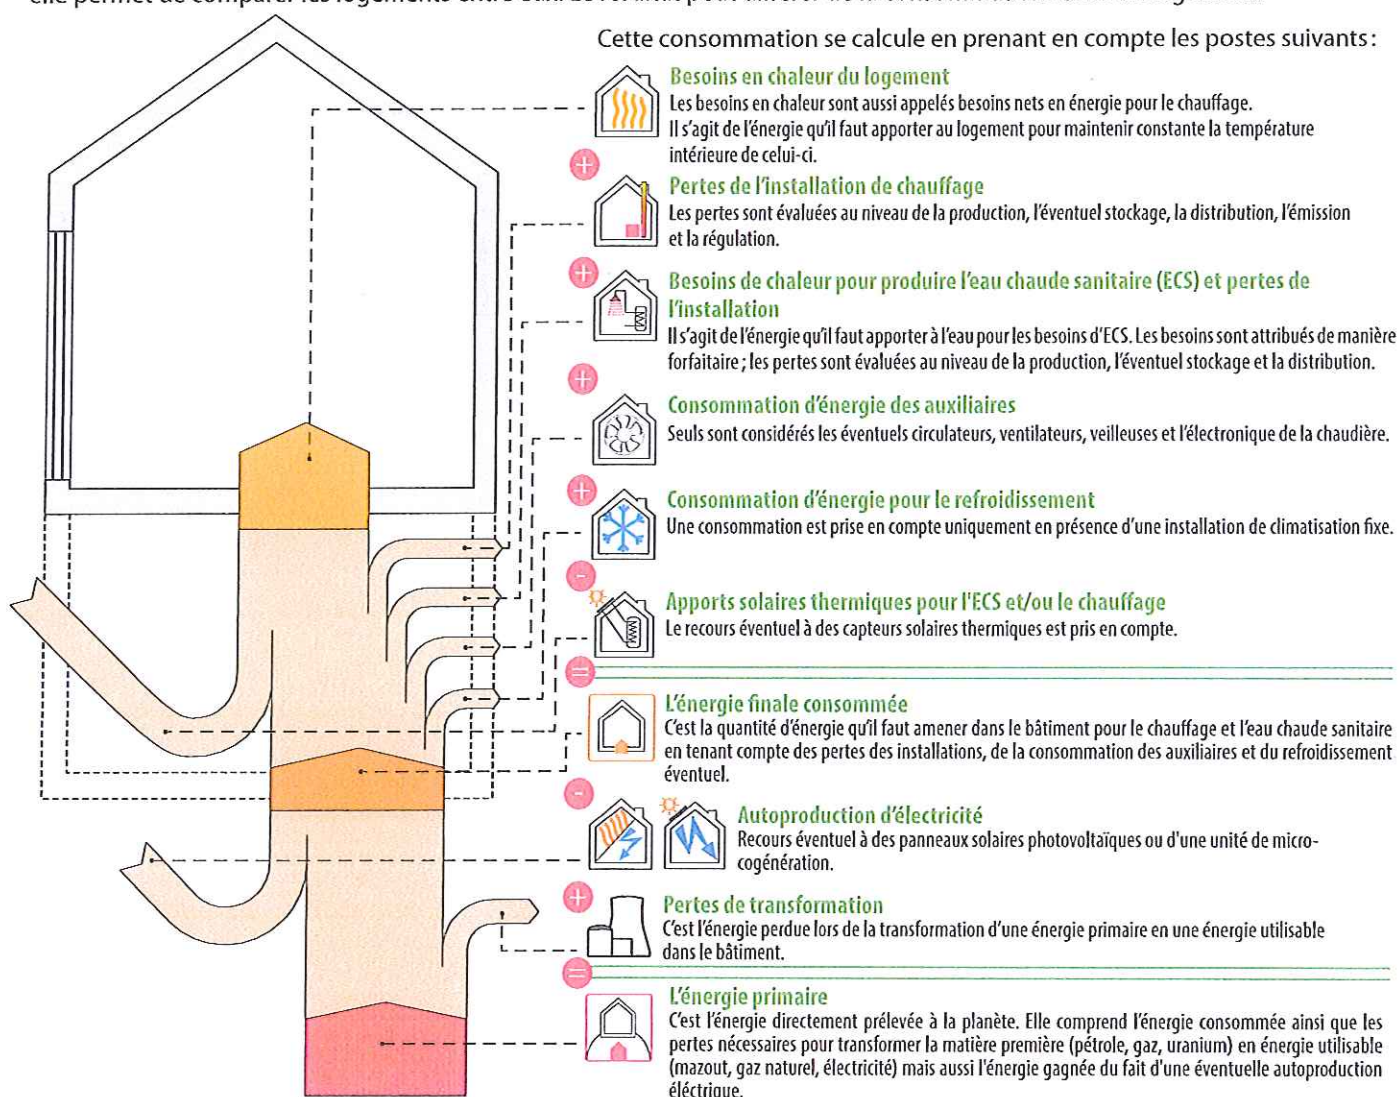 Cette consommation se calcule en prenant en compte les postes suivants :
Besoins en chaleur du logement
Les besoins en chaleur sont aussi appelés besoins nets en énergie pour le chauffage.
Il s'agit de l'énergie qu'il faut apporter au logement pour maintenir constante la température
intérieure de celui-ci.
+
Pertes de l'installation de chauffage
Les pertes sont évaluées au niveau de la production, l'éventuel stockage, la distribution, l'émission
et la régulation.
+
Besoins de chaleur pour produire l'eau chaude sanitaire (ECS) et pertes de
l'installation
Il s'agit de l'énergie qu'il faut apporter à l'eau pour les besoins d'ECS. Les besoins sont attribués de manière
forfaitaire ; les pertes sont évaluées au niveau de la production, l'éventuel stockage et la distribution.
+
Consommation d'énergie des auxiliaires
Seuls sont considérés les éventuels circulateurs, ventilateurs, veilleuses et l'électronique de la chaudière.
+
Consommation d'énergie pour le refroidissement
Une consommation est prise en compte uniquement en présence d'une installation de climatisation fixe.
-
Apports solaires thermiques pour l'ECS et/ou le chauffage
Le recours éventuel à des capteurs solaires thermiques est pris en compte.
=
L'énergie finale consommée
C'est la quantité d'énergie qu'il faut amener dans le bâtiment pour le chauffage et l'eau chaude sanitaire
en tenant compte des pertes des installations, de la consommation des auxiliaires et du refroidissement
éventuel.
-
Autoproduction d'électricité
Recours éventuel à des panneaux solaires photovoltaïques ou d'une unité de micro-
cogénération.
+
Pertes de transformation
C'est l'énergie perdue lors de la transformation d'une énergie primaire en une énergie utilisable
dans le bâtiment.
=
L'énergie primaire
C'est l'énergie directement prélevée à la planète. Elle comprend l'énergie consommée ainsi que les
pertes nécessaires pour transformer la matière première (pétrole, gaz, uranium) en énergie utilisable
(mazout, gaz naturel, électricité) mais aussi l'énergie gagnée du fait d'une éventuelle autoproduction
éléctrique.